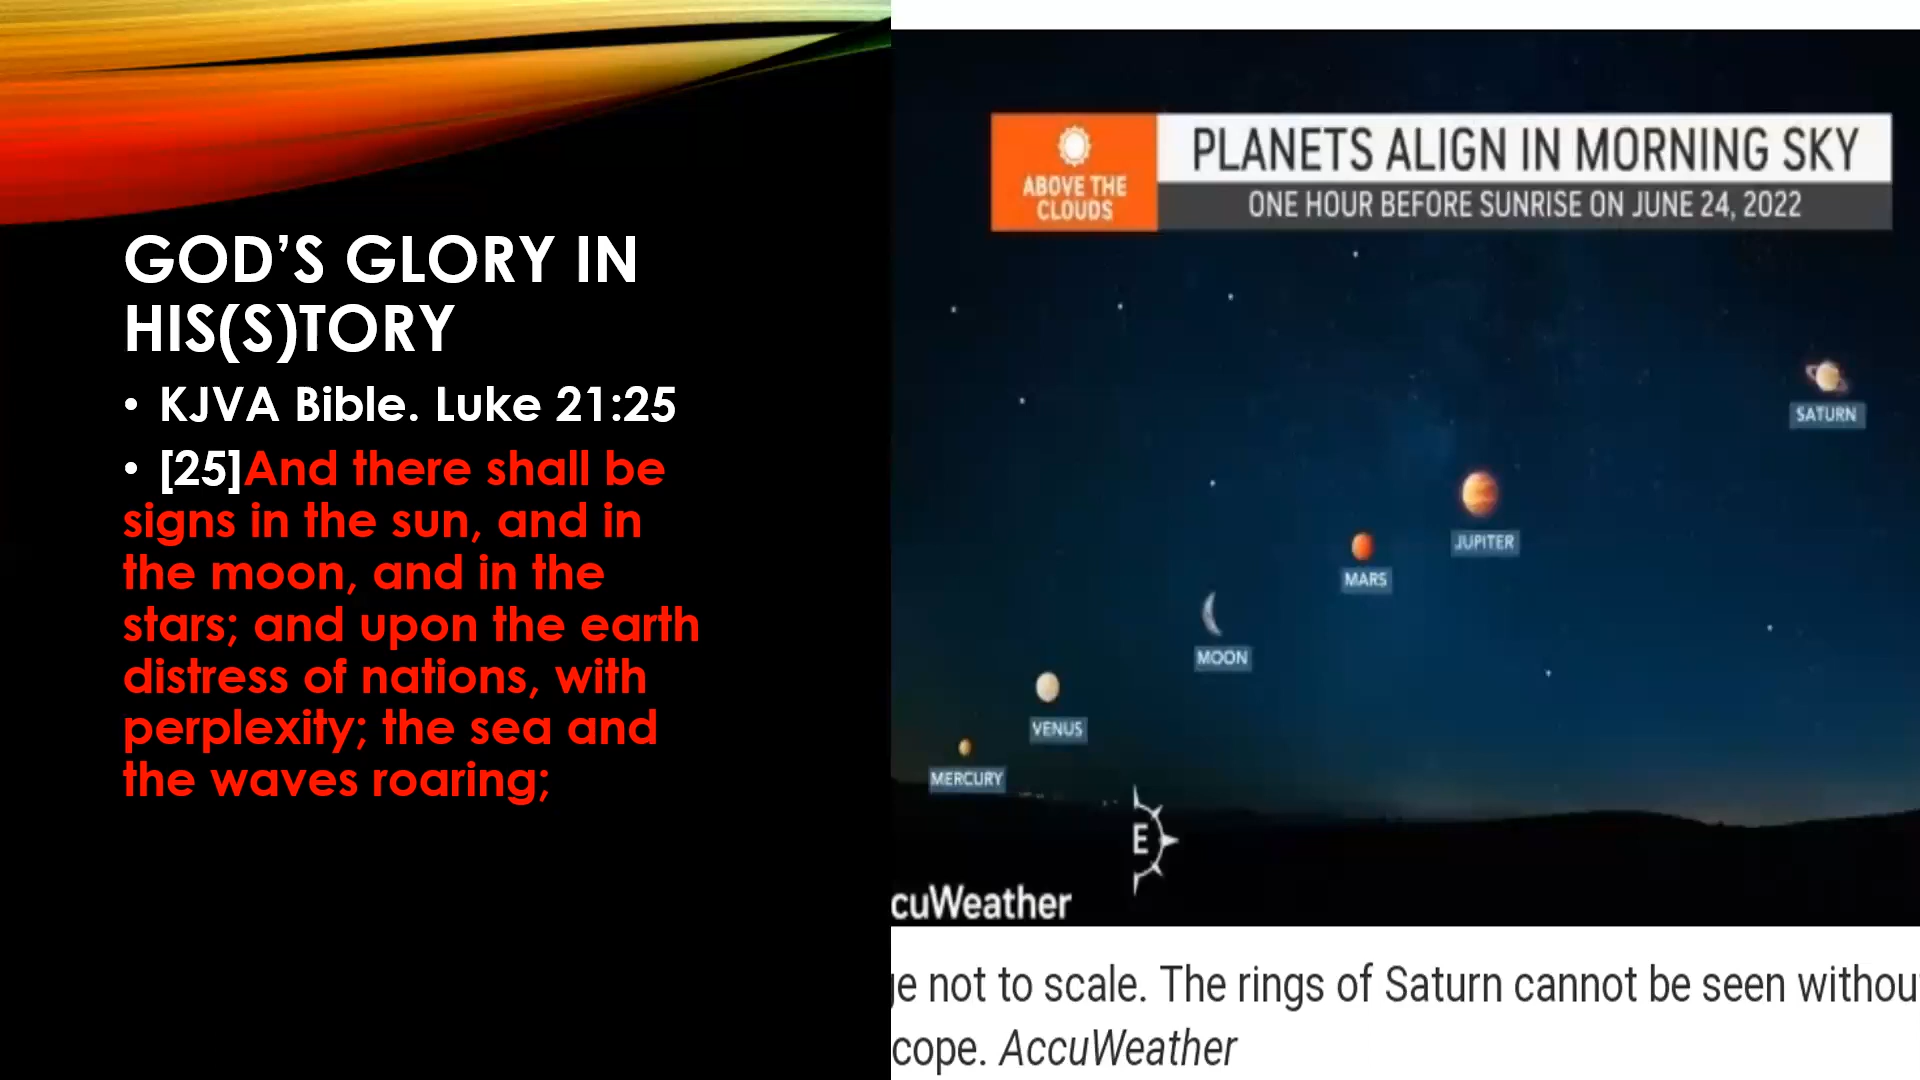 GOD’S GLORY IN
HIS(S)TORY
• KJVA Bible. Luke 21:25
• [25]And there shall be
signs in the sun, and in
the moon, and in the
stars; and upon the earth
distress of nations, with
perplexity; the sea and
the waves roaring;
ABOVE THE
CLOUDS
PLANETS ALIGN IN MORNING SKY
ONE HOUR BEFORE SUNRISE ON JUNE 24, 2022
SATURN
JUPITER
MARS
MOON
VENUS
MERCURY
E
cuWeather
ge not to scale. The rings of Saturn cannot be seen withou
cope. AccuWeather